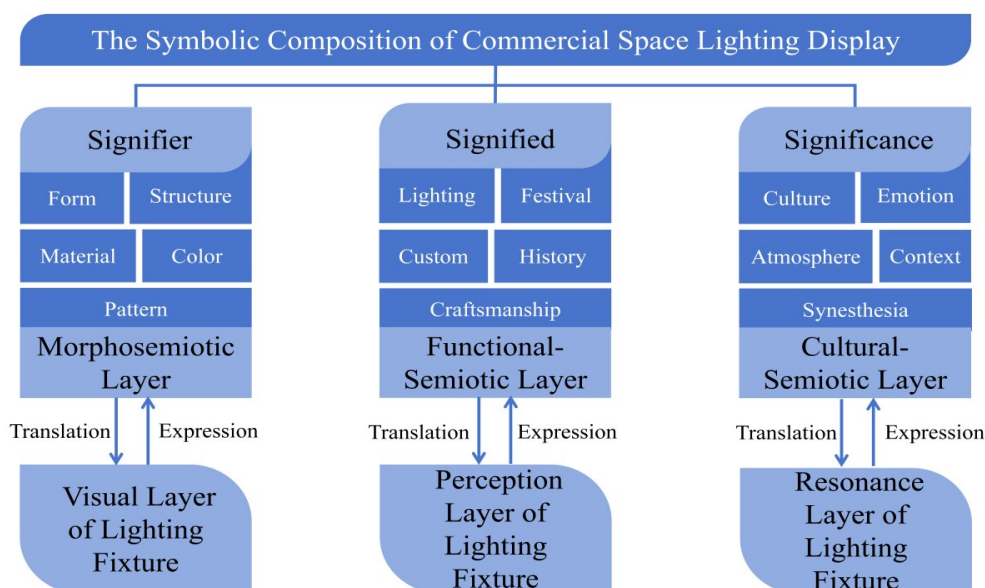 The Symbolic Composition of Commercial Space Lighting Display
Signifier
Form
Structure
Material
Color
Pattern
Morphosemiotic
Layer
Translation
Expression
Visual Layer
of Lighting
Fixture
Signified
Lighting
Festival
Custom
History
Craftsmanship
Functional-
Semiotic Layer
Translation
Expression
Perception
Layer of
Lighting
Fixture
Significance
Culture
Emotion
Atmosphere
Context
Synesthesia
Cultural-
Semiotic Layer
Translation
Expression
Resonance
Layer of
Lighting
Fixture